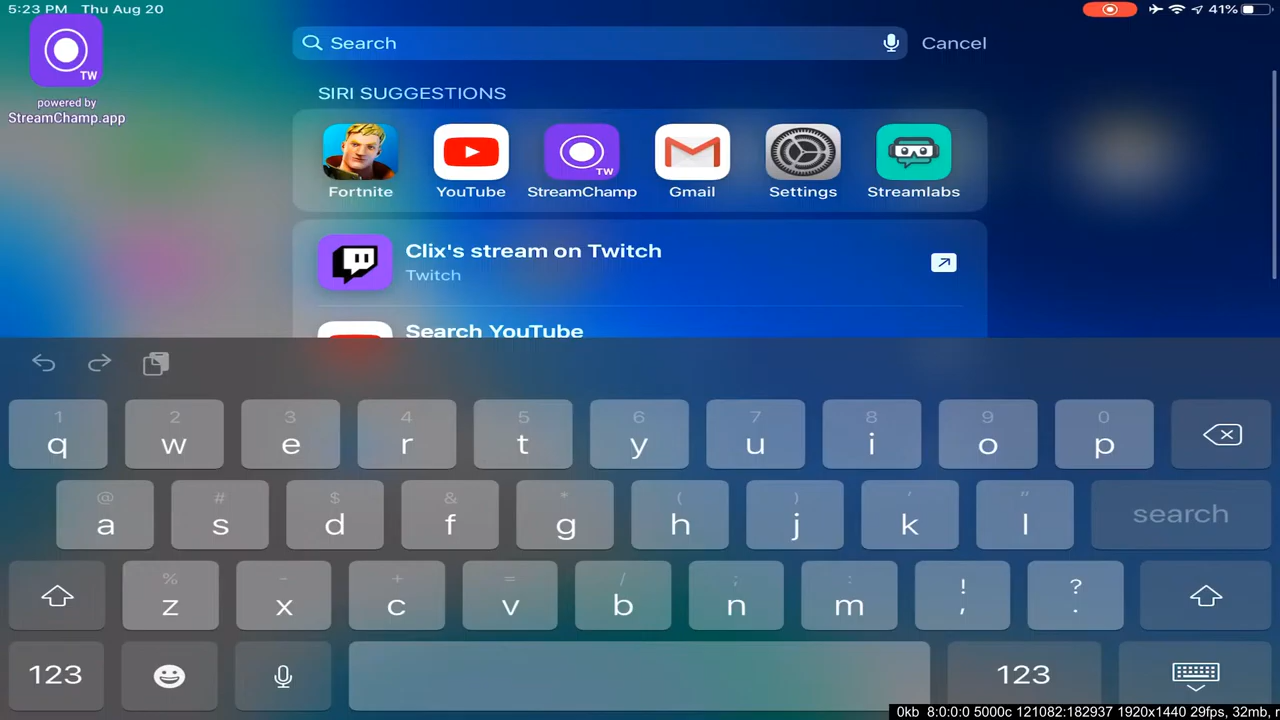 5:23 PM Thu Aug 20
41%
TW
powered by
StreamChamp.app
Search
Cancel
SIRI SUGGESTIONS
TW
Fortnite YouTube StreamChamp Gmail Settings Streamlabs
Clix's stream on Twitch
Twitch
Search YouTube
1 2 3 4 5 6 7 8 9 0
q w e r t y u i o p
@ # $ & * ( ) ' "
a s d f g h j k l search
% - + = / ; : ! ?
z x c v b n m , .
123 123
0kb 8:0:0:0 5000c 121082:182937 1920x1440 29fps, 32mb, r